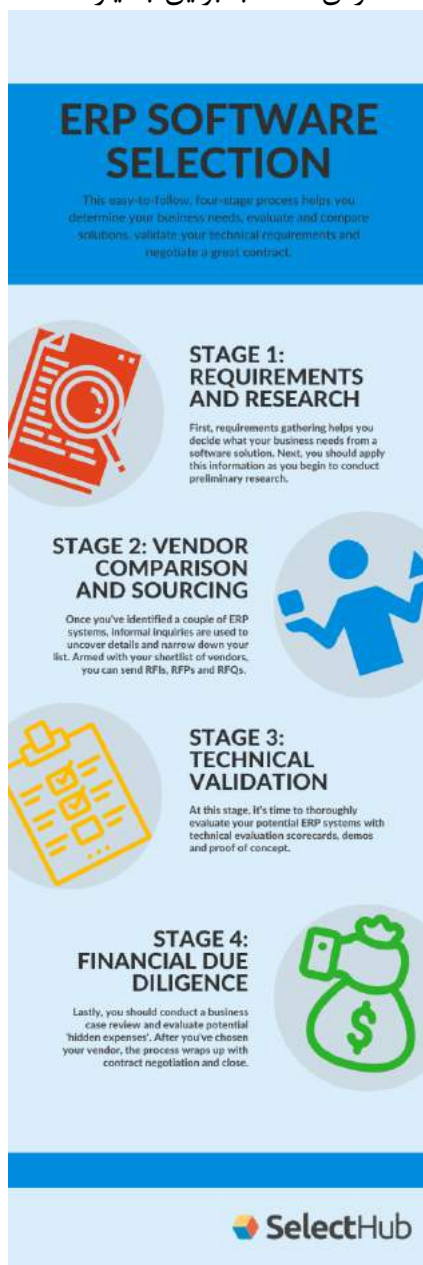 ERP SOFTWARE
SELECTION
This easy-to-follow, four-stage process helps you
determine your business needs, evaluate and compare
solutions, validate your technical requirements and
negotiate a great contract.
STAGE 1:
REQUIREMENTS
AND RESEARCH
First, requirements gathering helps you
decide what your business needs from a
software solution. Next, you should apply
this information as you begin to conduct
preliminary research.
STAGE 2: VENDOR
COMPARISON
AND SOURCING
Once you've identified a couple of ERP
systems, informal inquiries are used to
uncover details and narrow down your
list. Armed with your shortlist of vendors,
you can send RFIs, RFPs and RFQs.
STAGE 3:
TECHNICAL
VALIDATION
At this stage, it's time to thoroughly
evaluate your potential ERP systems with
technical evaluation scorecards, demos
and proof of concept.
STAGE 4:
FINANCIAL DUE
DILIGENCE
Lastly, you should conduct a business
case review and evaluate potential
'hidden expenses'. After you've chosen
your vendor, the process wraps up with
contract negotiation and close.
$
SelectHub